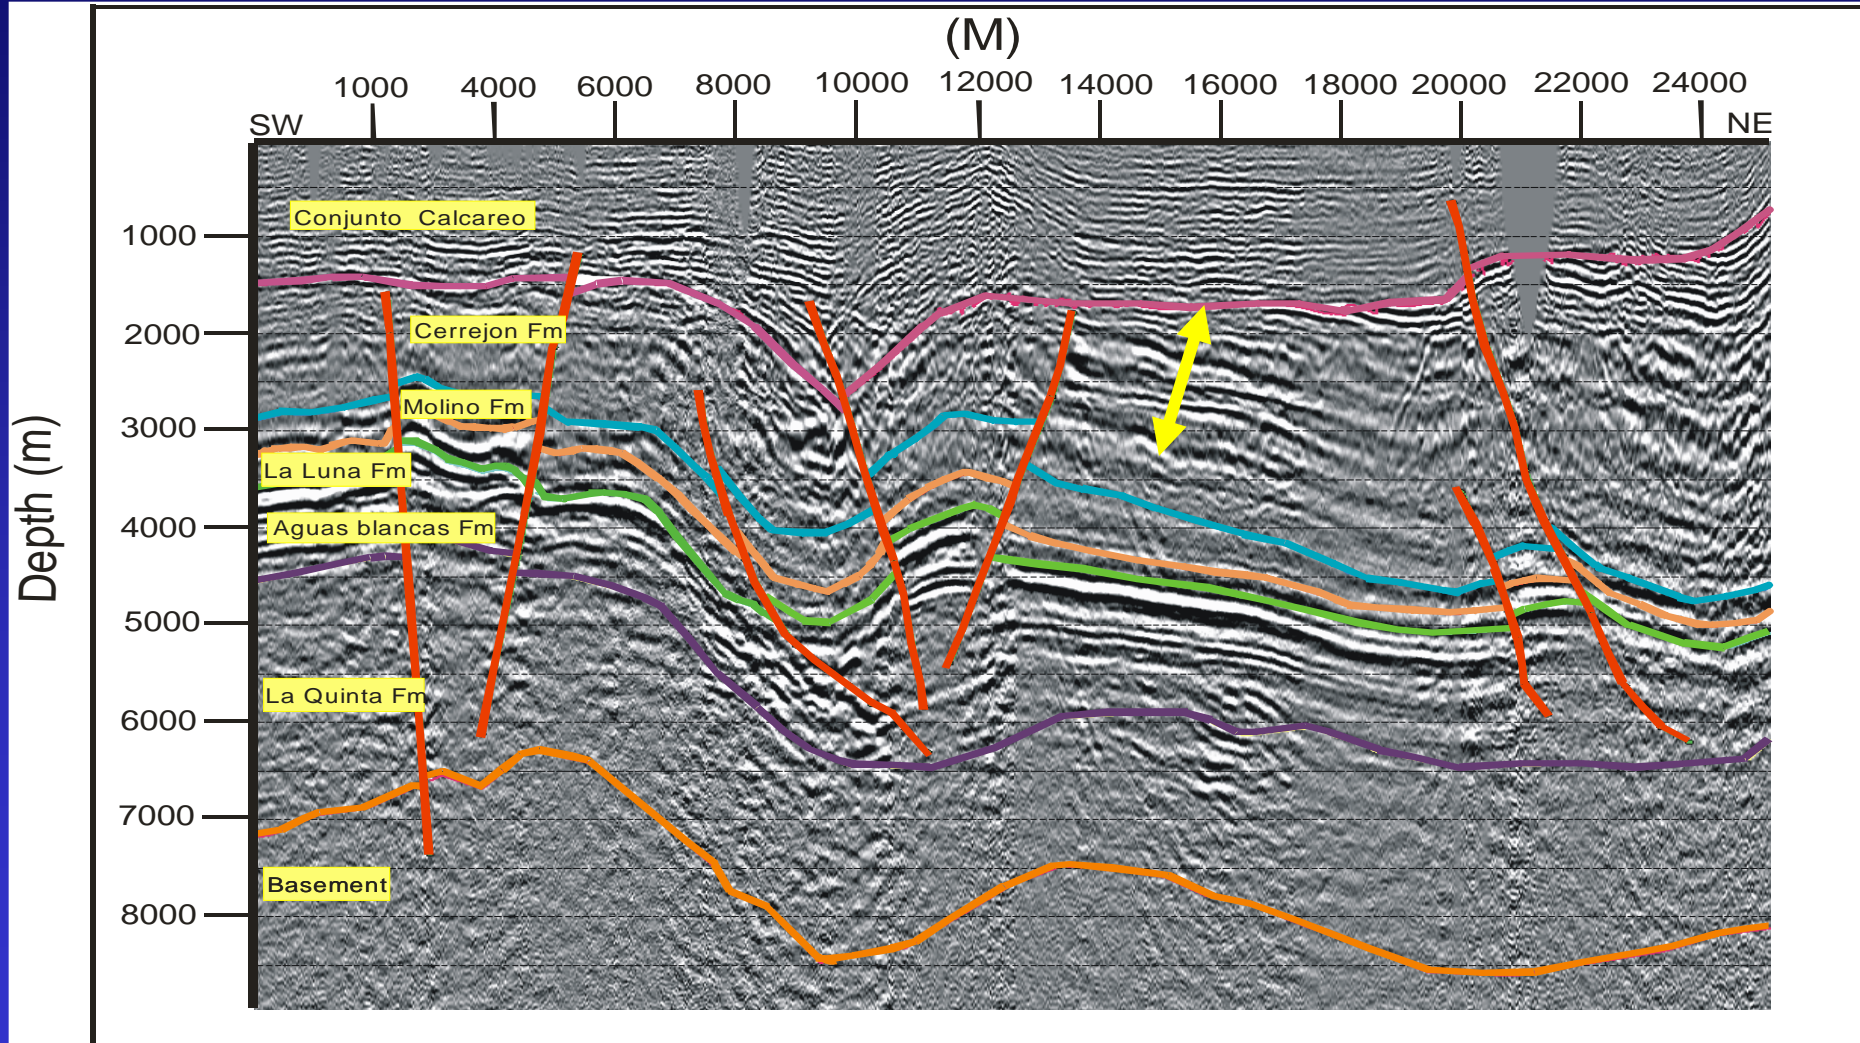 (M)
1000 4000 6000 8000 10000 12000 14000 16000 18000 20000 22000 24000
SW NE
Depth (m)
1000
2000
3000
4000
5000
6000
7000
8000
Conjunto Calcareo
Cerrejon Fm
Molino Fm
La Luna Fm
Aguas blancas Fm
La Quinta Fm
Basement